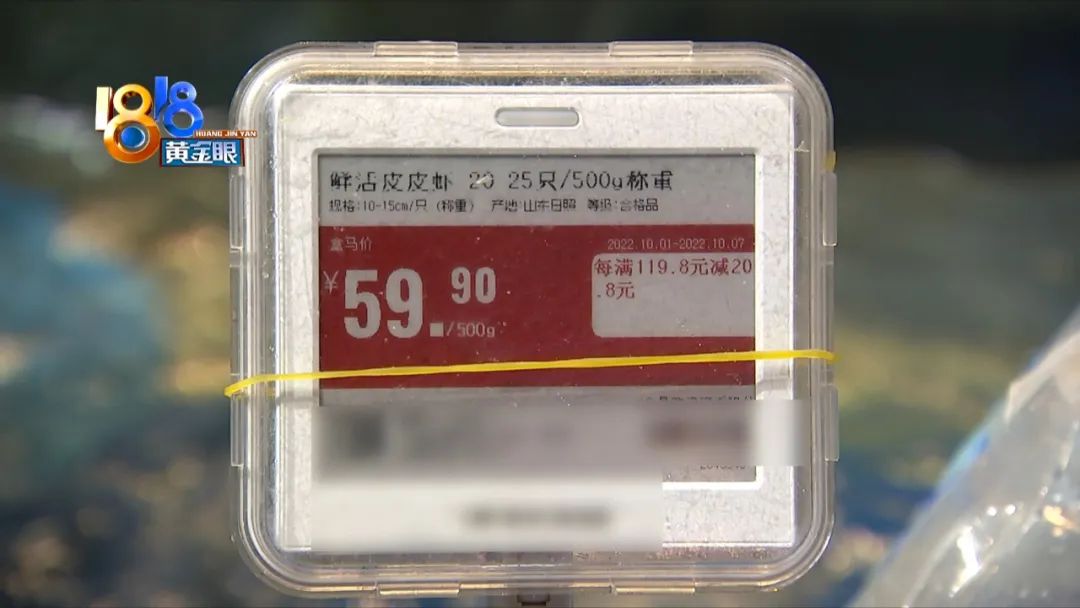 1818
HUANG JIN YAN
黄金眼
鲜活皮皮虾 20 25只/500g称重
规格:10-15cm/只（称重） 产地:山东日照 等级:合格品
盒马价
2022.10.01-2022.10.07
¥59.90/500g
每满119.8元减20
.8元